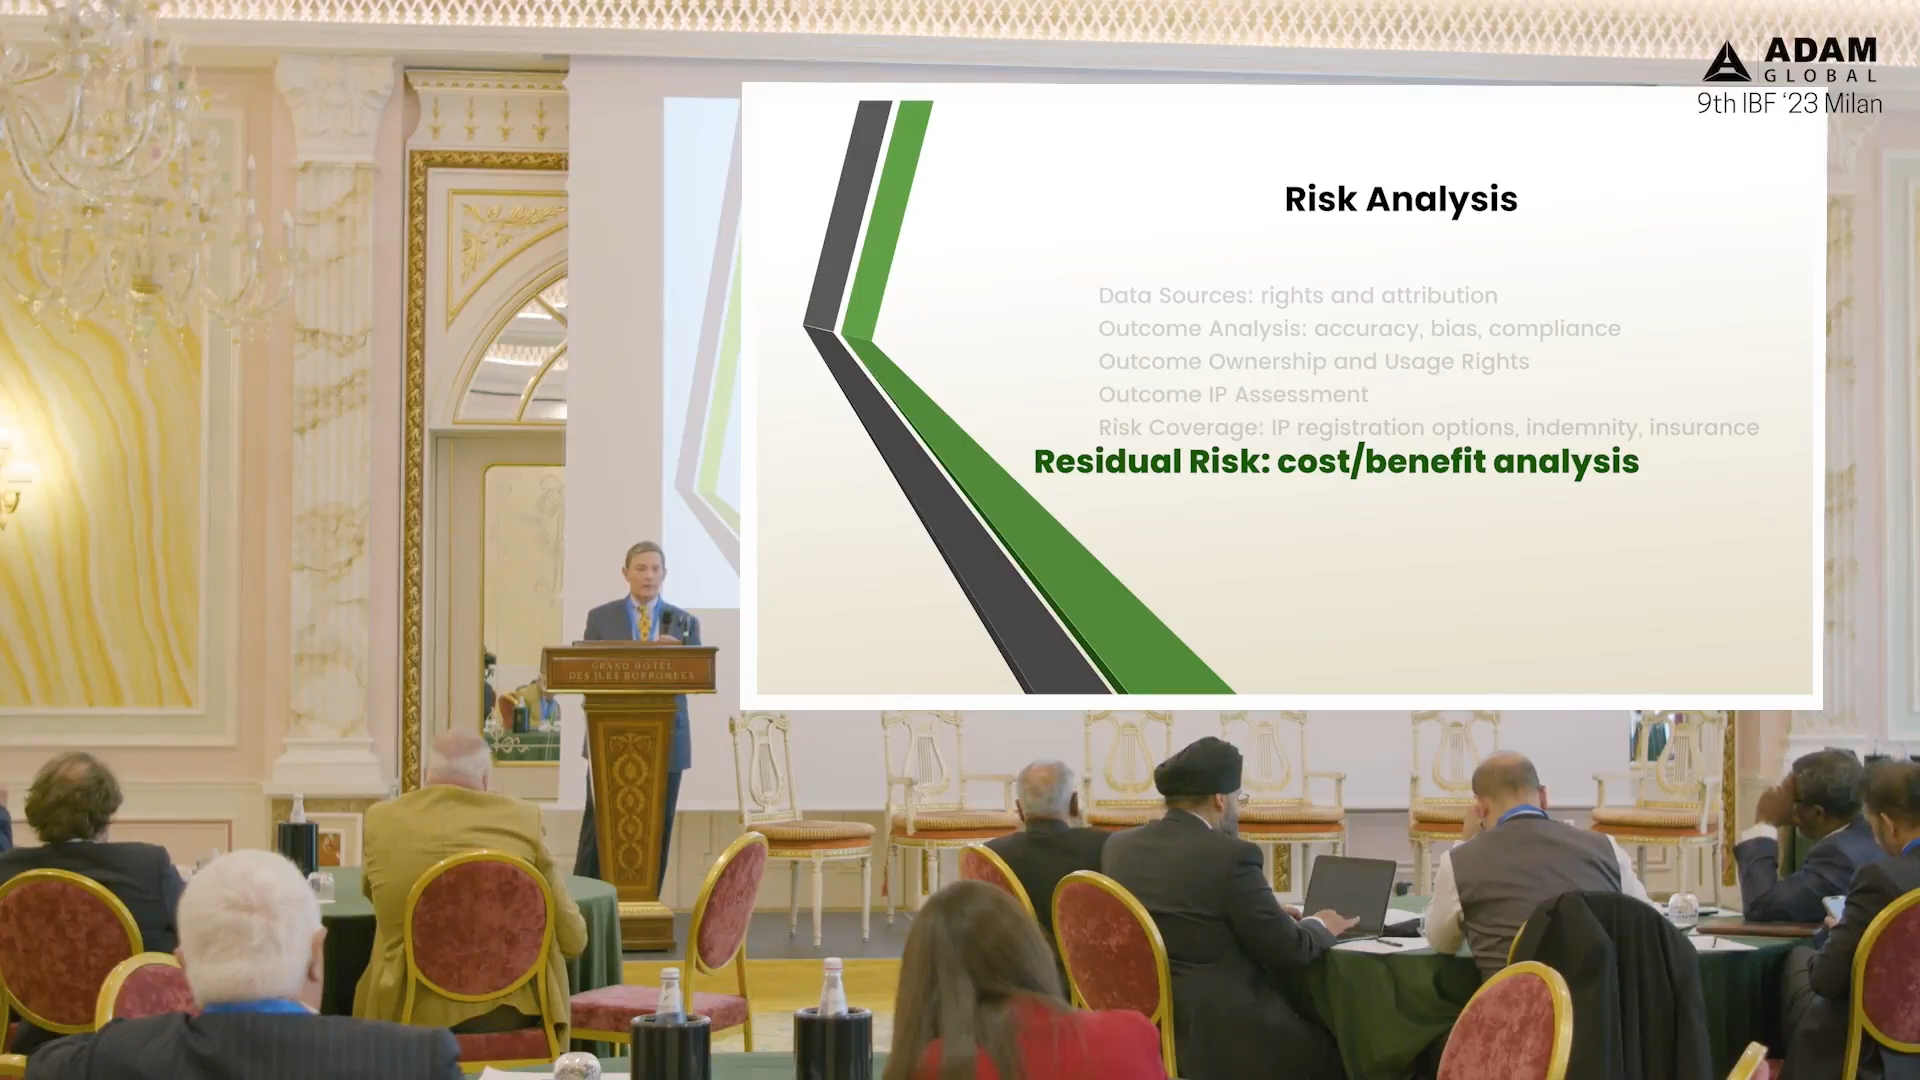 ADAM
GLOBAL
9th IBF ‘23 Milan
Risk Analysis
Data Sources: rights and attribution
Outcome Analysis: accuracy, bias, compliance
Outcome Ownership and Usage Rights
Outcome IP Assessment
Risk Coverage: IP registration options, indemnity, insurance
Residual Risk: cost/benefit analysis
GRAND HOTEL
DES ILES BORROMEES